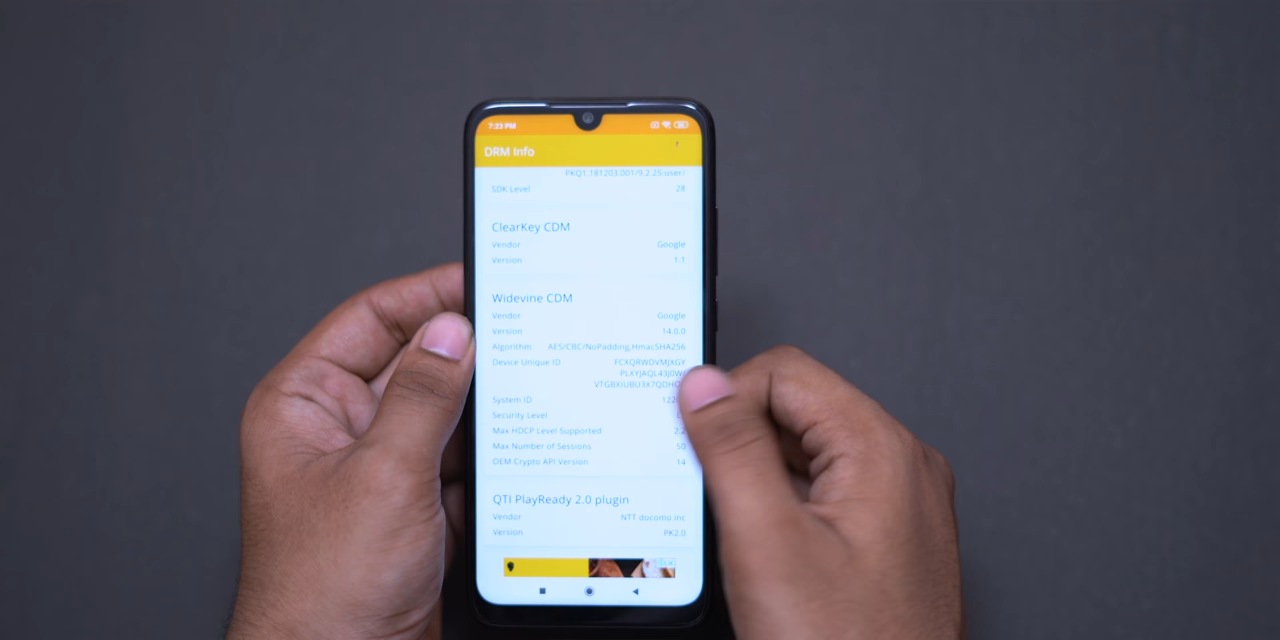 7:23 PM
DRM Info
PKQ1.181203.001/9.2.25:user/
SDK Level 28
ClearKey CDM
Vendor Google
Version 1.1
Widevine CDM
Vendor Google
Version 14.0.0
Algorithm AES/CBC/NoPadding,HmacSHA256
Device Unique ID FCXQRWDVMJXGY
System ID
Security Level
Max HDCP Level Supported 2.2
Max Number of Sessions 50
OEM Crypto API Version 14
QTI PlayReady 2.0 plugin
Vendor NTT docomo inc
Version PK2.0